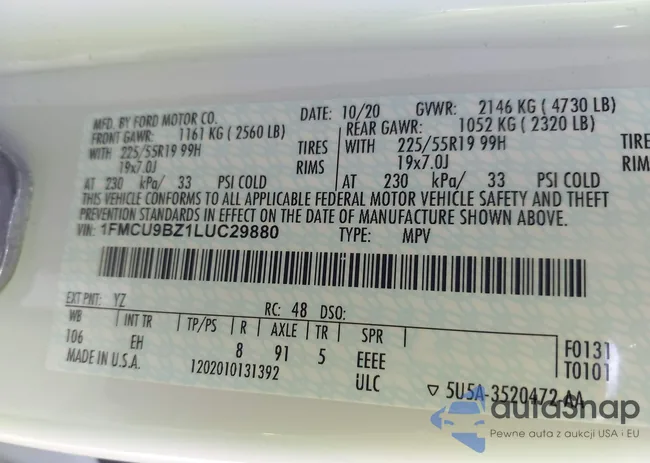 MFD. BY FORD MOTOR CO. DATE: 10/20 GVWR: 2146 KG ( 4730 LB)
FRONT GAWR: 1161 KG ( 2560 LB) REAR GAWR: 1052 KG ( 2320 LB)
WITH 225/55R19 99H TIRES WITH 225/55R19 99H TIRE
19x7.0J RIMS 19x7.0J RIM
AT 230 kPa/ 33 PSI COLD AT 230 kPa/ 33 PSI COLD
THIS VEHICLE CONFORMS TO ALL APPLICABLE FEDERAL MOTOR VEHICLE SAFETY AND THEFT
PREVENTION STANDARDS IN EFFECT ON THE DATE OF MANUFACTURE SHOWN ABOVE.
VIN: 1FMCU9BZ1LUC29880 TYPE: MPV
EXT PNT: YZ RC: 48 DSO:
WB INT TR TP/PS R AXLE TR SPR F0131
106 EH 8 91 5 EEEE T0101
MADE IN U.S.A. 1202010131392 ULC ▽ 5U5A-3520472-AA
autasnap
Pewne auta z aukcji USA i EU